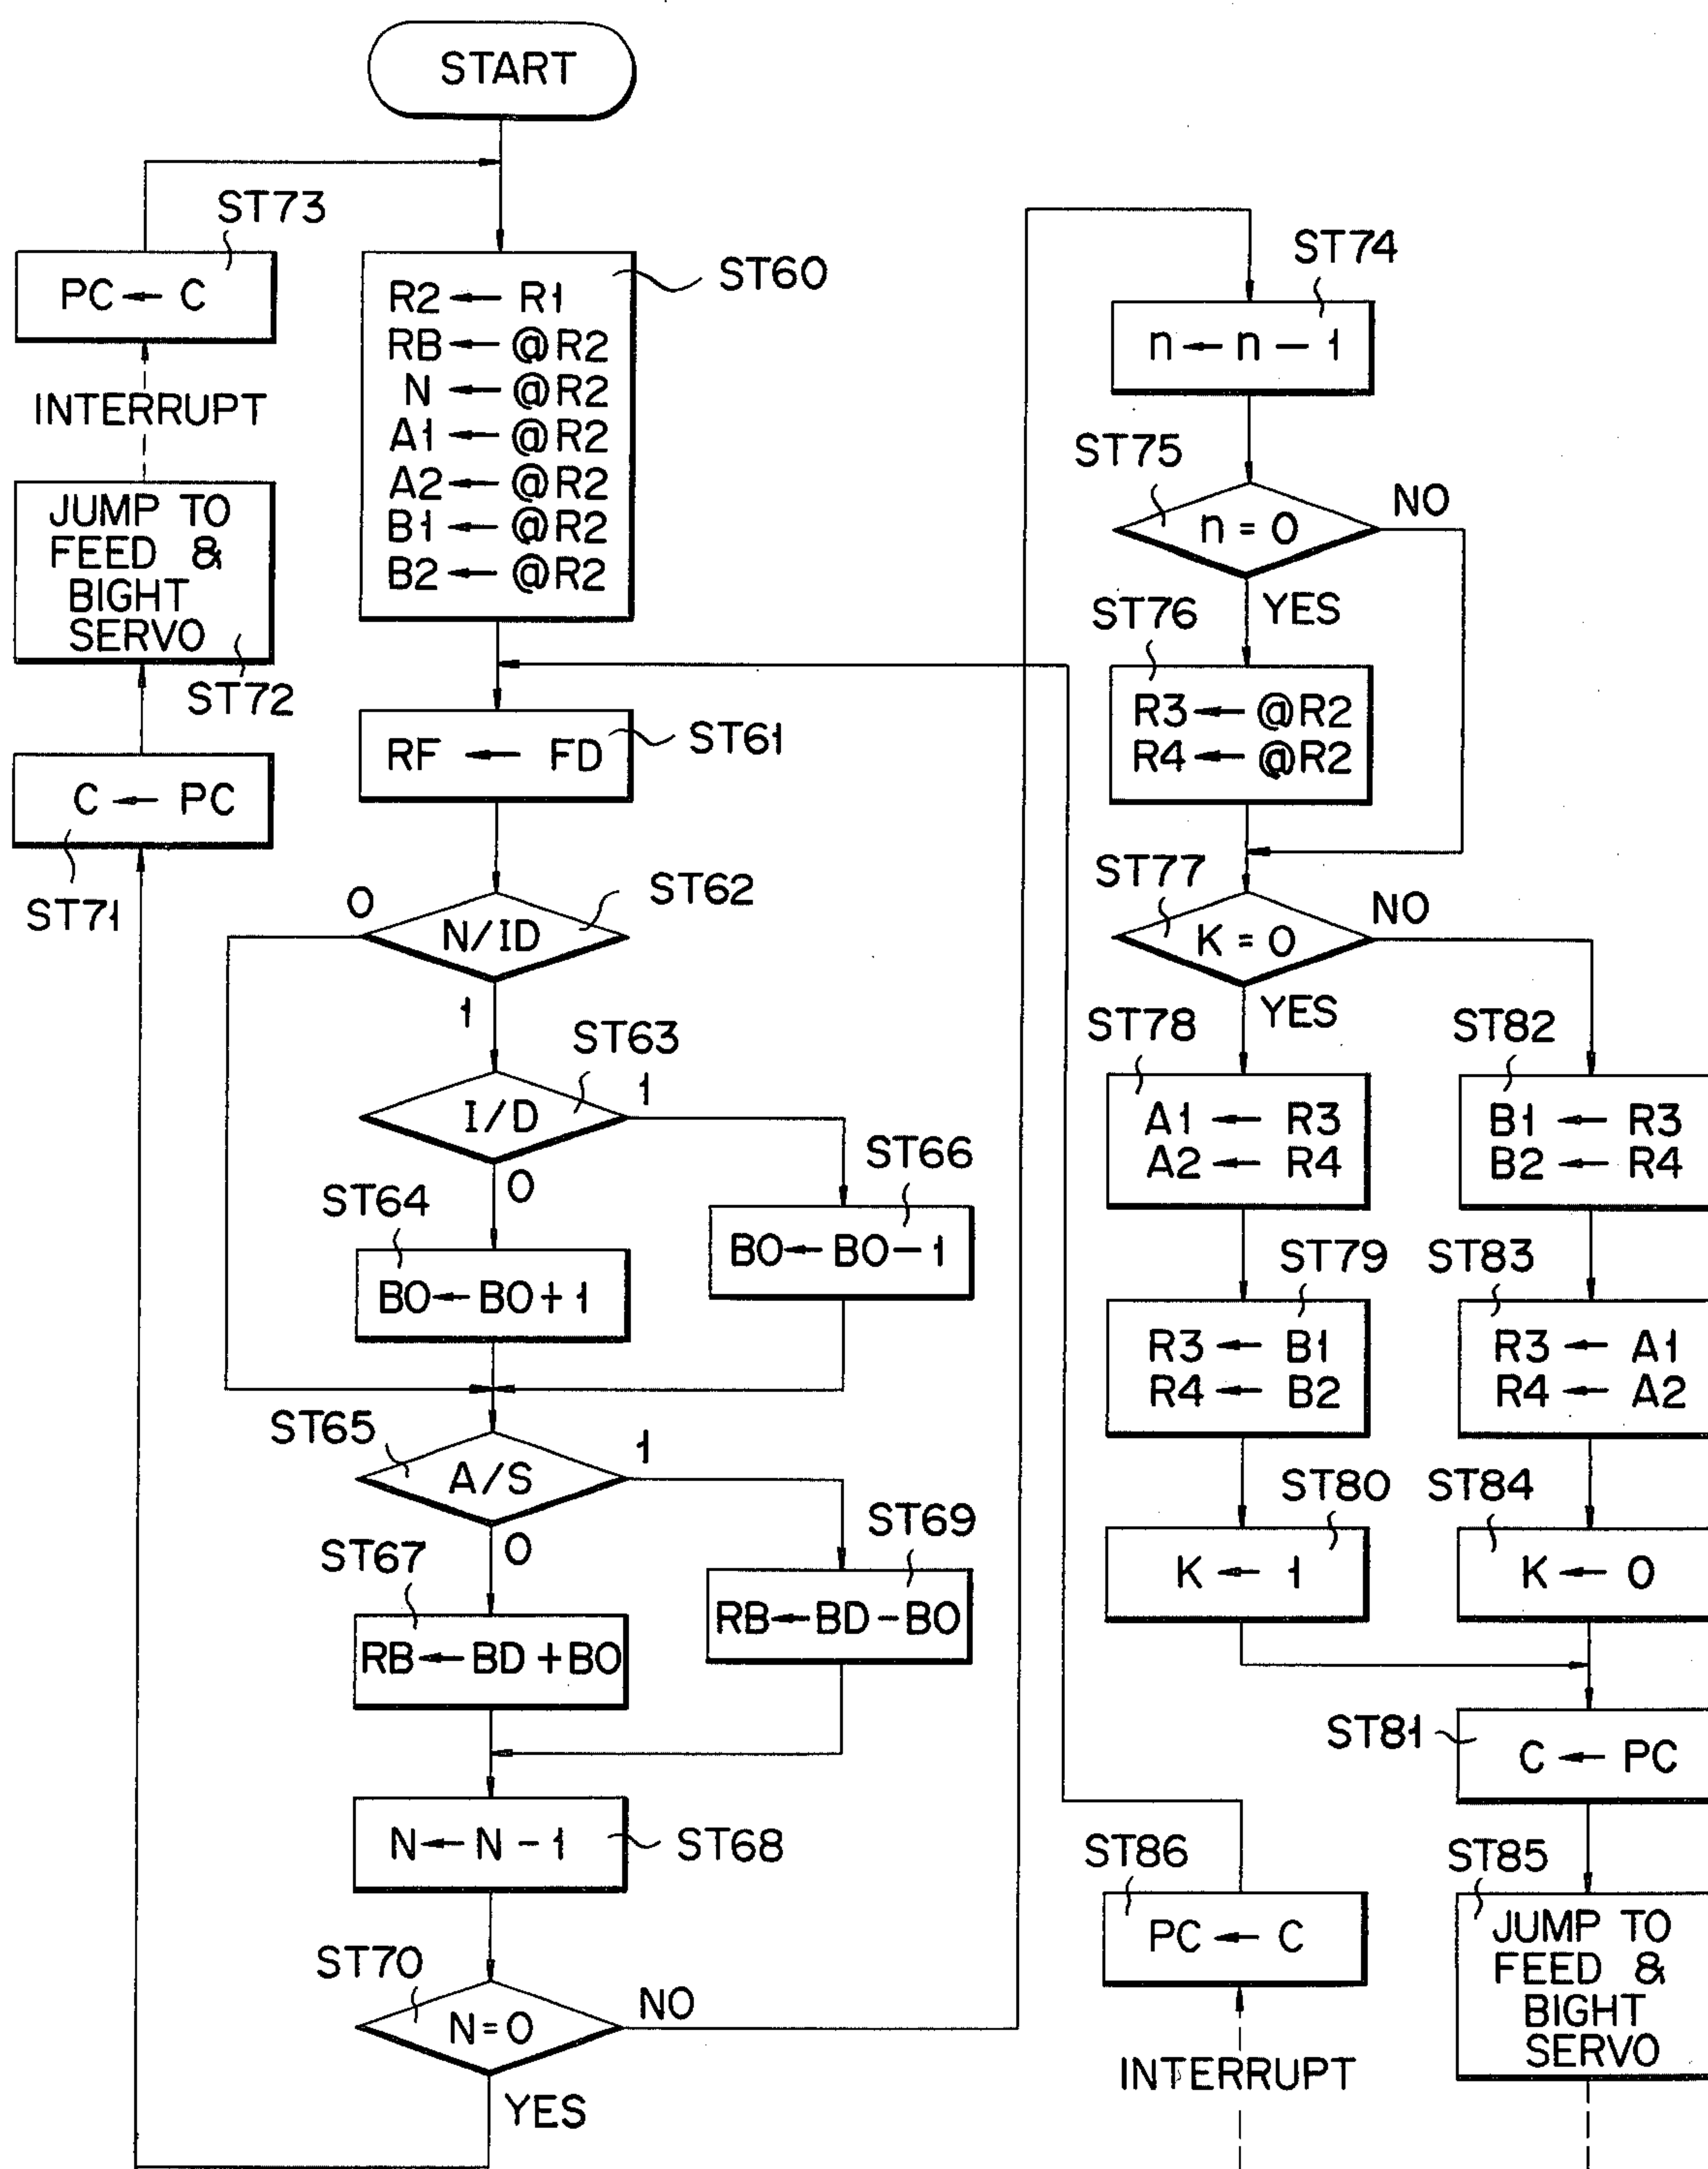 START
ST73
PC ← C
INTERRUPT
JUMP TO
FEED &
BIGHT
SERVO
ST72
C ← PC
ST71
ST60
R2 ← R1
RB ← @R2
N ← @R2
A1 ← @R2
A2 ← @R2
B1 ← @R2
B2 ← @R2
RF ← FD
ST61
0
N/ID
ST62
1
ST63
I/D
1
0
ST64
BO ← BO + 1
ST66
BO ← BO − 1
ST65
A/S
1
0
ST67
RB ← BD + BO
ST69
RB ← BD − BO
N ← N − 1
ST68
ST70
N = 0
NO
YES
ST74
n ← n − 1
ST75
n = 0
NO
YES
ST76
R3 ← @R2
R4 ← @R2
ST77
K = 0
NO
YES
ST78
A1 ← R3
A2 ← R4
ST79
R3 ← B1
R4 ← B2
ST80
K ← 1
ST82
B1 ← R3
B2 ← R4
ST83
R3 ← A1
R4 ← A2
ST84
K ← 0
ST81
C ← PC
ST85
JUMP TO
FEED &
BIGHT
SERVO
ST86
PC ← C
INTERRUPT